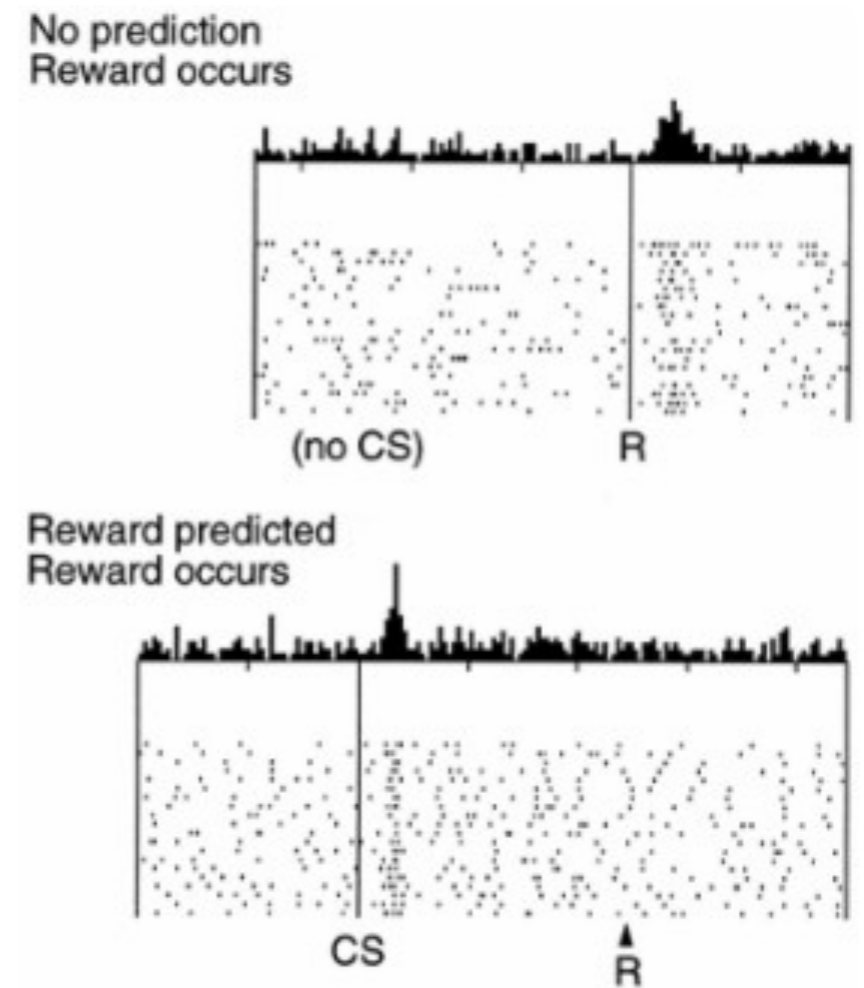 No prediction
Reward occurs
(no CS) R
Reward predicted
Reward occurs
CS R